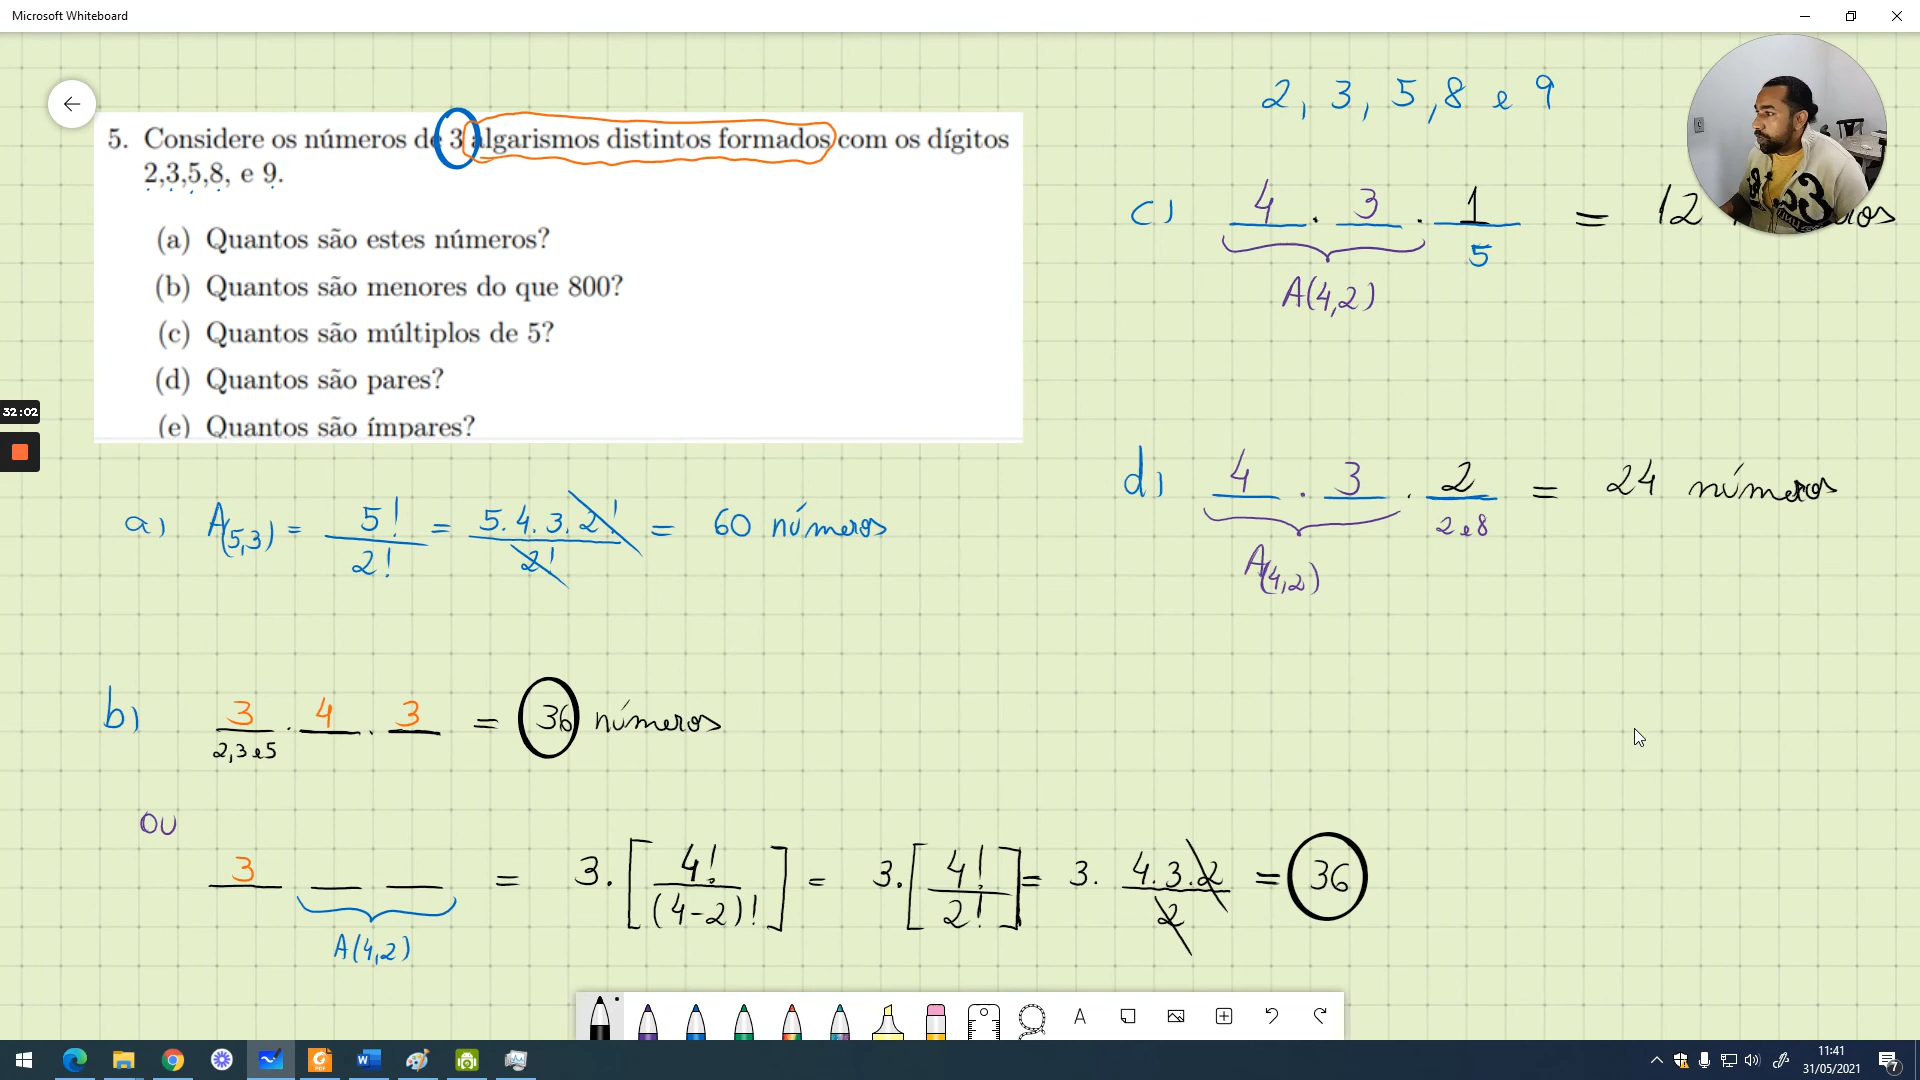 Microsoft Whiteboard
5. Considere os números de 3 algarismos distintos formados com os dígitos
2,3,5,8, e 9.
(a) Quantos são estes números?
(b) Quantos são menores do que 800?
(c) Quantos são múltiplos de 5?
(d) Quantos são pares?
(e) Quantos são ímpares?
32:02
a) A(5,3) = 5!/2! = 5.4.3.2!/2! = 60 números
b) 3 . 4 . 3 = 36 números
2,3 e 5
OU
3 __ __ = 3.[4!/(4-2)!] = 3.[4!/2!] = 3. 4.3.2/2 = 36
A(4,2)
2, 3, 5, 8 e 9
c) 4 . 3 . 1 = 12
5
A(4,2)
d) 4 . 3 . 2 = 24 números
2 e 8
A(4,2)
A
11:41
31/05/2021
7